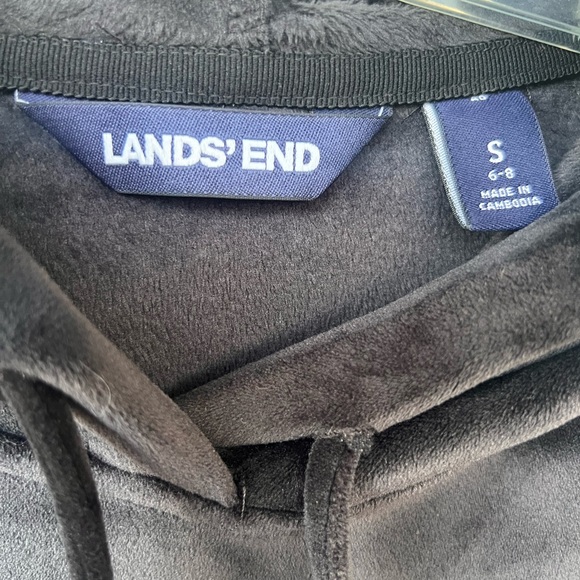 LANDS' END
S
6-8
MADE IN
CAMBODIA